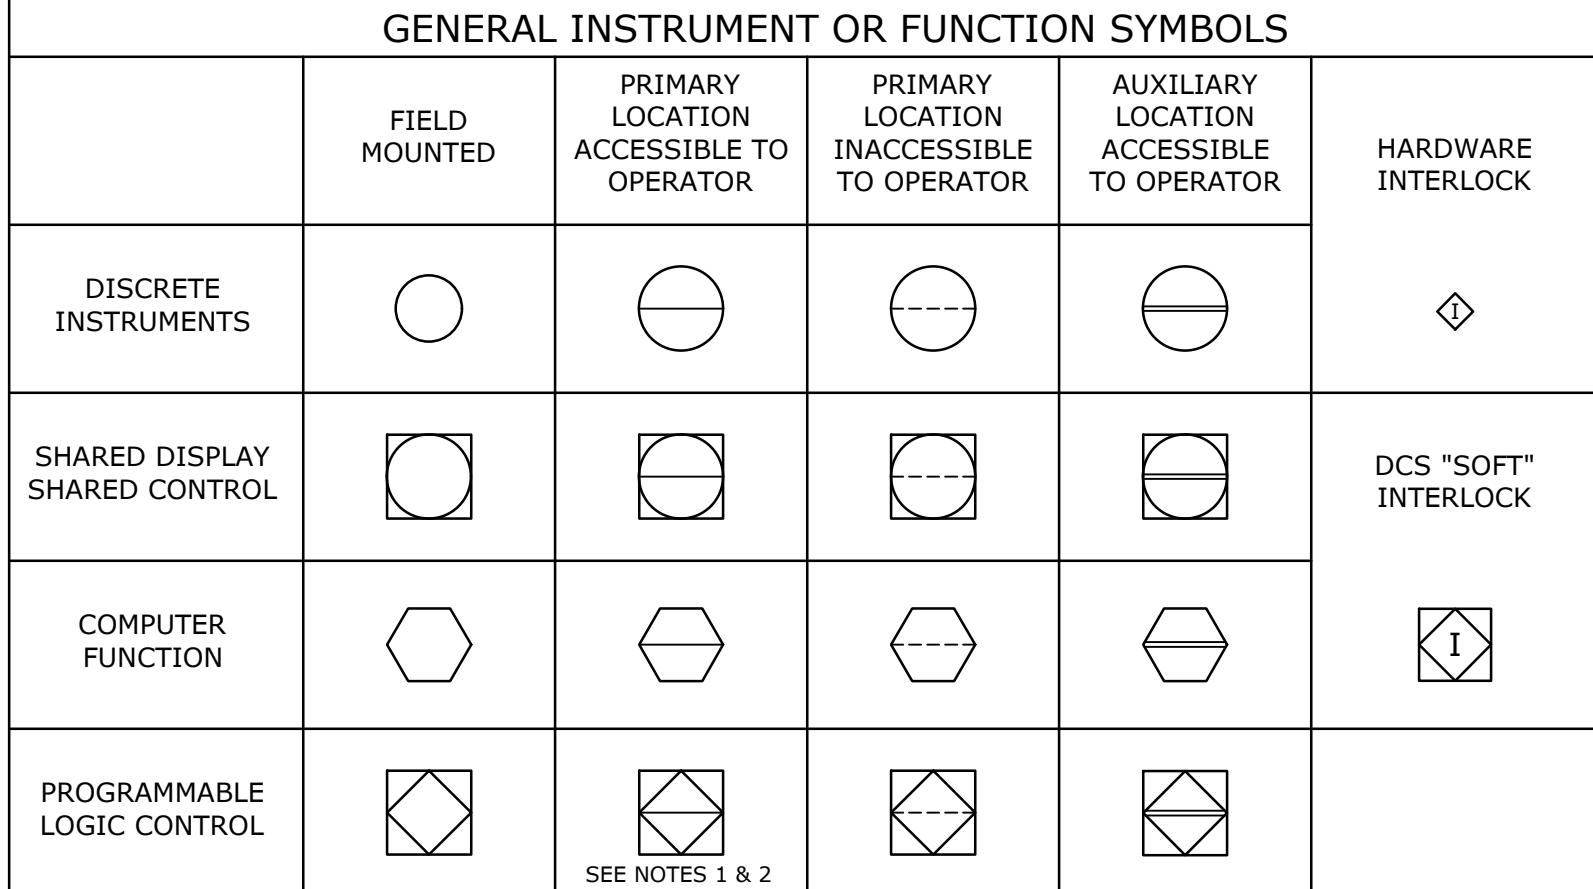 GENERAL INSTRUMENT OR FUNCTION SYMBOLS
FIELD
MOUNTED
PRIMARY
LOCATION
ACCESSIBLE TO
OPERATOR
PRIMARY
LOCATION
INACCESSIBLE
TO OPERATOR
AUXILIARY
LOCATION
ACCESSIBLE
TO OPERATOR
HARDWARE
INTERLOCK
DISCRETE
INSTRUMENTS
I
SHARED DISPLAY
SHARED CONTROL
DCS "SOFT"
INTERLOCK
COMPUTER
FUNCTION
I
PROGRAMMABLE
LOGIC CONTROL
SEE NOTES 1 & 2